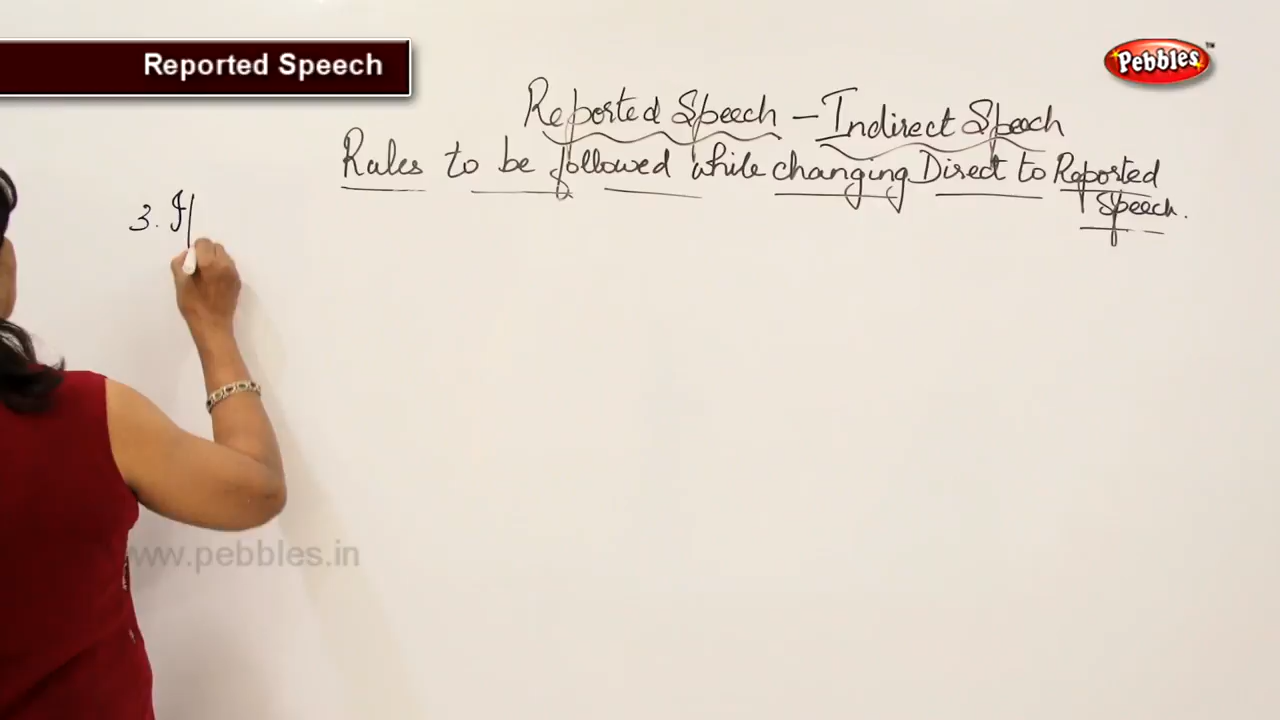 Reported Speech
Pebbles™
Reported Speech – Indirect Speech
Rules to be followed while changing Direct to Reported
Speech.
3. If
www.pebbles.in